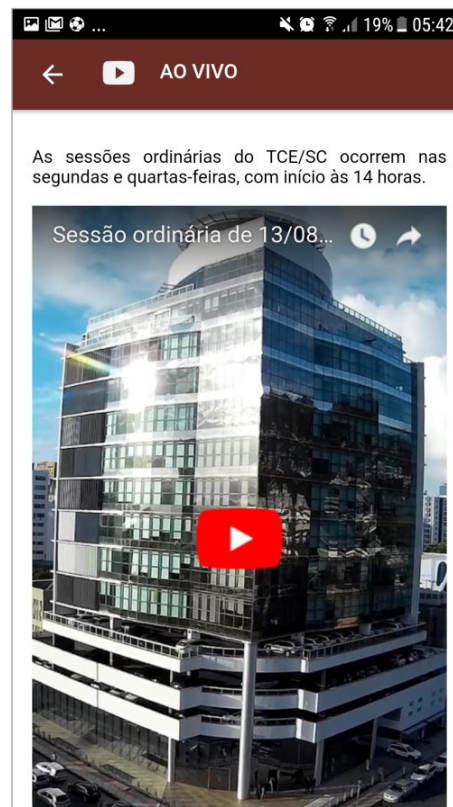 ... 19% 05:42
AO VIVO
As sessões ordinárias do TCE/SC ocorrem nas
segundas e quartas-feiras, com início às 14 horas.
Sessão ordinária de 13/08...